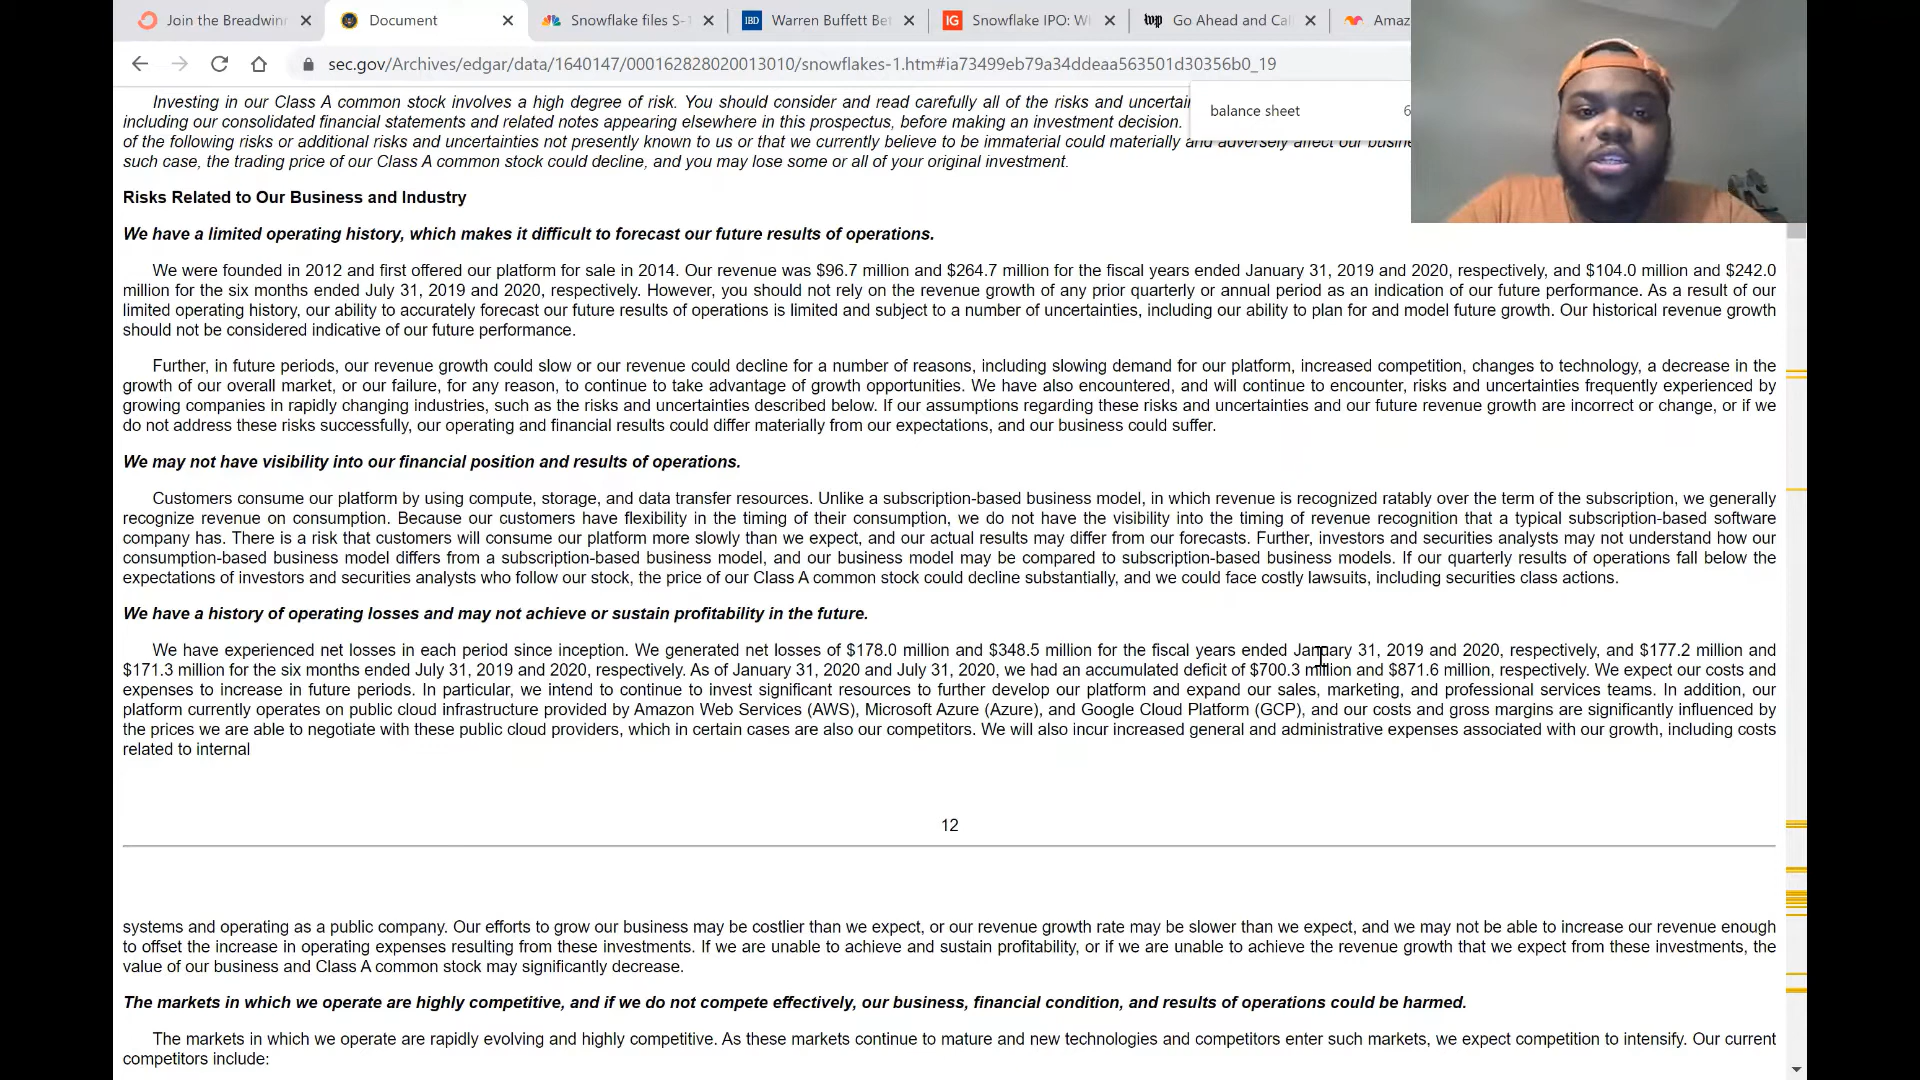 Join the Breadwinn
Document
Snowflake files S-1
Warren Buffett Bet
IG
Snowflake IPO: W
wp
Go Ahead and Cal
Amaz
IBD
sec.gov/Archives/edgar/data/1640147/000162828020013010/snowflakes-1.htm#ia73499eb79a34ddeaa563501d30356b0_19
balance sheet 6
Investing in our Class A common stock involves a high degree of risk. You should consider and read carefully all of the risks and uncertain
including our consolidated financial statements and related notes appearing elsewhere in this prospectus, before making an investment decision.
of the following risks or additional risks and uncertainties not presently known to us or that we currently believe to be immaterial could materially and adversely affect our busine
such case, the trading price of our Class A common stock could decline, and you may lose some or all of your original investment.
Risks Related to Our Business and Industry
We have a limited operating history, which makes it difficult to forecast our future results of operations.
We were founded in 2012 and first offered our platform for sale in 2014. Our revenue was $96.7 million and $264.7 million for the fiscal years ended January 31, 2019 and 2020, respectively, and $104.0 million and $242.0
million for the six months ended July 31, 2019 and 2020, respectively. However, you should not rely on the revenue growth of any prior quarterly or annual period as an indication of our future performance. As a result of our
limited operating history, our ability to accurately forecast our future results of operations is limited and subject to a number of uncertainties, including our ability to plan for and model future growth. Our historical revenue growth
should not be considered indicative of our future performance.
Further, in future periods, our revenue growth could slow or our revenue could decline for a number of reasons, including slowing demand for our platform, increased competition, changes to technology, a decrease in the
growth of our overall market, or our failure, for any reason, to continue to take advantage of growth opportunities. We have also encountered, and will continue to encounter, risks and uncertainties frequently experienced by
growing companies in rapidly changing industries, such as the risks and uncertainties described below. If our assumptions regarding these risks and uncertainties and our future revenue growth are incorrect or change, or if we
do not address these risks successfully, our operating and financial results could differ materially from our expectations, and our business could suffer.
We may not have visibility into our financial position and results of operations.
Customers consume our platform by using compute, storage, and data transfer resources. Unlike a subscription-based business model, in which revenue is recognized ratably over the term of the subscription, we generally
recognize revenue on consumption. Because our customers have flexibility in the timing of their consumption, we do not have the visibility into the timing of revenue recognition that a typical subscription-based software
company has. There is a risk that customers will consume our platform more slowly than we expect, and our actual results may differ from our forecasts. Further, investors and securities analysts may not understand how our
consumption-based business model differs from a subscription-based business model, and our business model may be compared to subscription-based business models. If our quarterly results of operations fall below the
expectations of investors and securities analysts who follow our stock, the price of our Class A common stock could decline substantially, and we could face costly lawsuits, including securities class actions.
We have a history of operating losses and may not achieve or sustain profitability in the future.
We have experienced net losses in each period since inception. We generated net losses of $178.0 million and $348.5 million for the fiscal years ended January 31, 2019 and 2020, respectively, and $177.2 million and
$171.3 million for the six months ended July 31, 2019 and 2020, respectively. As of January 31, 2020 and July 31, 2020, we had an accumulated deficit of $700.3 million and $871.6 million, respectively. We expect our costs and
expenses to increase in future periods. In particular, we intend to continue to invest significant resources to further develop our platform and expand our sales, marketing, and professional services teams. In addition, our
platform currently operates on public cloud infrastructure provided by Amazon Web Services (AWS), Microsoft Azure (Azure), and Google Cloud Platform (GCP), and our costs and gross margins are significantly influenced by
the prices we are able to negotiate with these public cloud providers, which in certain cases are also our competitors. We will also incur increased general and administrative expenses associated with our growth, including costs
related to internal
12
systems and operating as a public company. Our efforts to grow our business may be costlier than we expect, or our revenue growth rate may be slower than we expect, and we may not be able to increase our revenue enough
to offset the increase in operating expenses resulting from these investments. If we are unable to achieve and sustain profitability, or if we are unable to achieve the revenue growth that we expect from these investments, the
value of our business and Class A common stock may significantly decrease.
The markets in which we operate are highly competitive, and if we do not compete effectively, our business, financial condition, and results of operations could be harmed.
The markets in which we operate are rapidly evolving and highly competitive. As these markets continue to mature and new technologies and competitors enter such markets, we expect competition to intensify. Our current
competitors include: